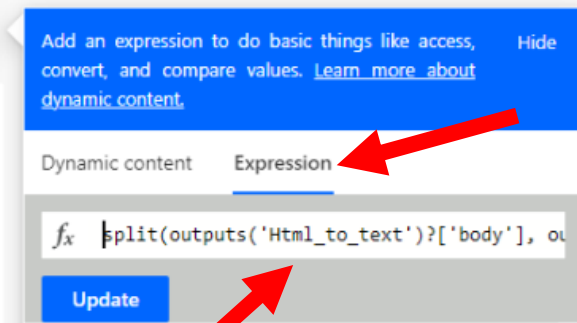 Add an expression to do basic things like access, Hide
convert, and compare values. Learn more about
dynamic content.
Dynamic content Expression
fx split(outputs('Html_to_text')?['body'], ou
Update